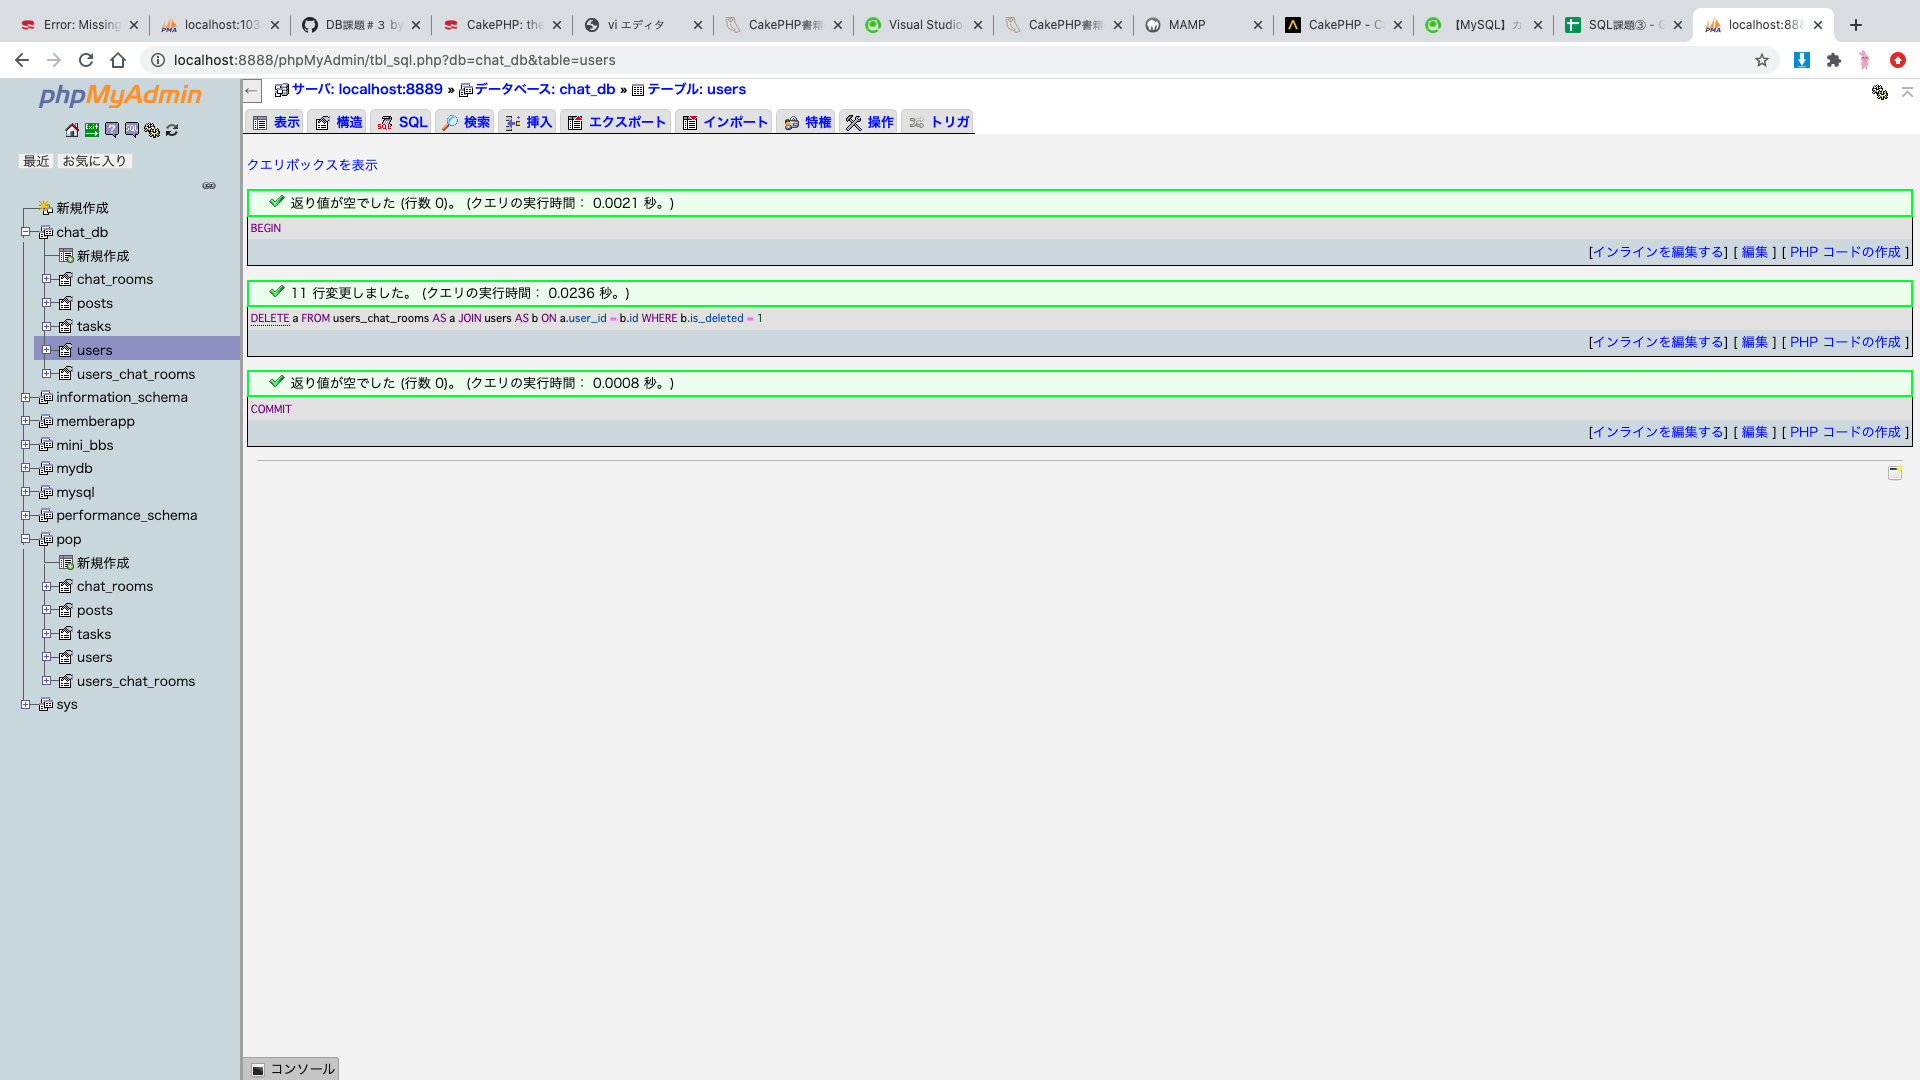 Error: Missing
localhost:103
DB課題＃３ by
CakePHP: the
vi エディタ
CakePHP書籍
Visual Studio
CakePHP書籍
MAMP
CakePHP - C
【MySQL】カ
SQL課題③ - G
localhost:888
localhost:8888/phpMyAdmin/tbl_sql.php?db=chat_db&table=users
phpMyAdmin
最近 お気に入り
新規作成
chat_db
新規作成
chat_rooms
posts
tasks
users
users_chat_rooms
information_schema
memberapp
mini_bbs
mydb
mysql
performance_schema
pop
新規作成
chat_rooms
posts
tasks
users
users_chat_rooms
sys
サーバ: localhost:8889 » データベース: chat_db » テーブル: users
表示 構造 SQL 検索 挿入 エクスポート インポート 特権 操作 トリガ
クエリボックスを表示
返り値が空でした (行数 0)。 (クエリの実行時間： 0.0021 秒。)
BEGIN
[インラインを編集する] [ 編集 ] [ PHP コードの作成 ]
11 行変更しました。 (クエリの実行時間： 0.0236 秒。)
DELETE a FROM users_chat_rooms AS a JOIN users AS b ON a.user_id = b.id WHERE b.is_deleted = 1
[インラインを編集する] [ 編集 ] [ PHP コードの作成 ]
返り値が空でした (行数 0)。 (クエリの実行時間： 0.0008 秒。)
COMMIT
[インラインを編集する] [ 編集 ] [ PHP コードの作成 ]
コンソール